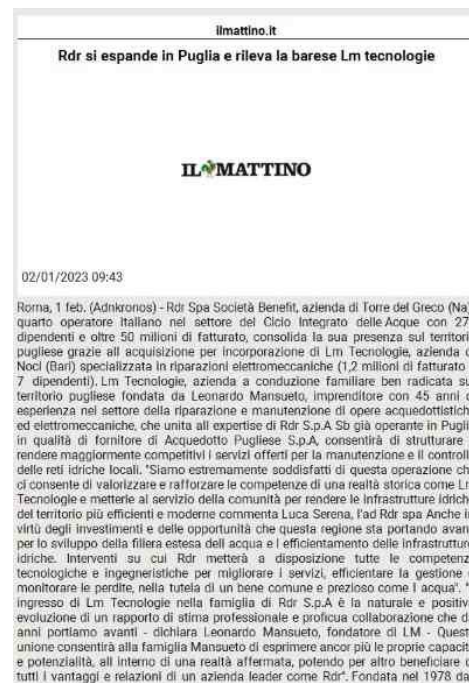 ilmattino.it
Rdr si espande in Puglia e rileva la barese Lm tecnologie
IL MATTINO
02/01/2023 09:43
Roma, 1 feb. (Adnkronos) - Rdr Spa Società Benefit, azienda di Torre del Greco (Na)
quarto operatore italiano nel settore del Ciclo Integrato delle Acque con 27
dipendenti e oltre 50 milioni di fatturato, consolida la sua presenza sul territori
pugliese grazie all acquisizione per incorporazione di Lm Tecnologie, azienda d
Noci (Bari) specializzata in riparazioni elettromeccaniche (1,2 milioni di fatturato
7 dipendenti). Lm Tecnologie, azienda a conduzione familiare ben radicata su
territorio pugliese fondata da Leonardo Mansueto, imprenditore con 45 anni d
esperienza nel settore della riparazione e manutenzione di opere acquedottistich
ed elettromeccaniche, che unita all expertise di Rdr S.p.A Sb già operante in Pugli
in qualità di fornitore di Acquedotto Pugliese S.p.A, consentirà di strutturare
rendere maggiormente competitivi i servizi offerti per la manutenzione e il controll
delle reti idriche locali. "Siamo estremamente soddisfatti di questa operazione ch
ci consente di valorizzare e rafforzare le competenze di una realtà storica come Lr
Tecnologie e metterle al servizio della comunità per rendere le infrastrutture idrich
del territorio più efficienti e moderne commenta Luca Serena, l'ad Rdr spa Anche i
virtù degli investimenti e delle opportunità che questa regione sta portando avan
per lo sviluppo della filiera estesa dell acqua e l efficientamento delle infrastruttur
idriche. Interventi su cui Rdr metterà a disposizione tutte le competenz
tecnologiche e ingegneristiche per migliorare i servizi, efficientare la gestione
monitorare le perdite, nella tutela di un bene comune e prezioso come l acqua". "
ingresso di Lm Tecnologie nella famiglia di Rdr S.p.A è la naturale e positiv
evoluzione di un rapporto di stima professionale e proficua collaborazione che d
anni portiamo avanti - dichiara Leonardo Mansueto, fondatore di LM - Quest
unione consentirà alla famiglia Mansueto di esprimere ancor più le proprie capacit
e potenzialità, all interno di una realtà affermata, potendo per altro beneficiare d
tutti i vantaggi e relazioni di un azienda leader come Rdr". Fondata nel 1978 da